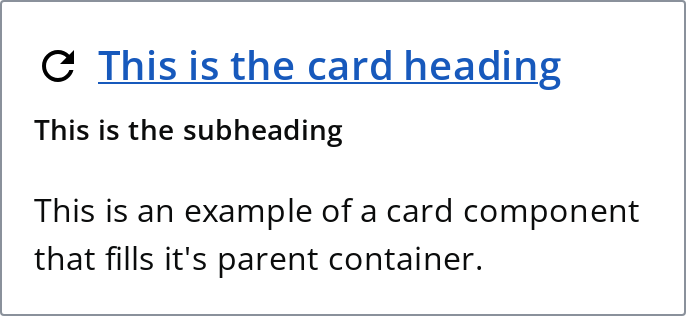 This is the card heading
This is the subheading
This is an example of a card component
that fills it's parent container.